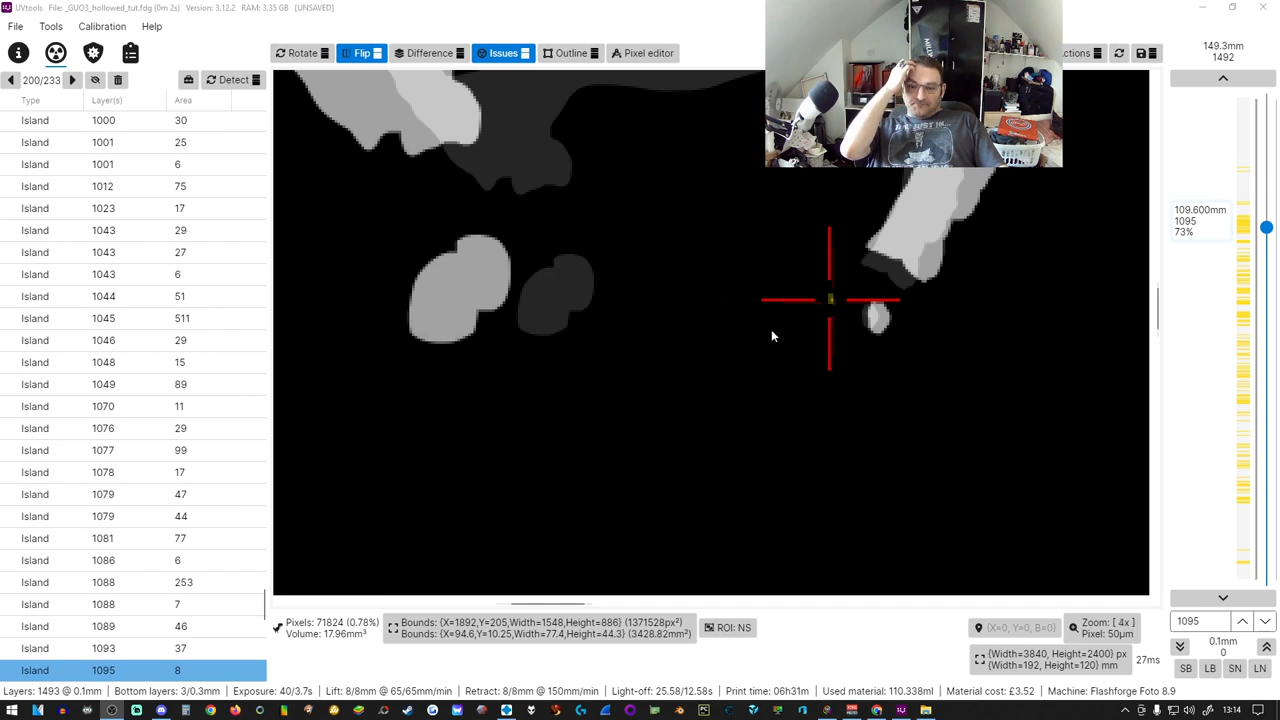 UVtools File: _GUO3_hollowed_tut.fdg (0m 2s) Version: 3.12.2 RAM: 3.35 GB [UNSAVED]
File Tools Calibration Help
Rotate Flip Difference Issues Outline Pixel editor
200/233 Detect
Type Layer(s) Area
Island 1000 30
Island 1001 25
Island 1001 6
Island 1012 75
Island 1023 17
Island 1043 29
Island 1043 27
Island 1043 6
Island 1044 51
Island 1045 511
Island 1046 29
Island 1048 15
Island 1049 89
Island 1070 11
Island 1076 29
Island 1077 99
Island 1078 17
Island 1079 47
Island 1079 44
Island 1081 77
Island 1086 6
Island 1088 253
Island 1088 7
Island 1089 46
Island 1093 37
Island 1095 8
149.3mm
1492
109.600mm
1095
73%
1095
0.1mm
0
SB LB SN LN
Pixels: 71824 (0.78%)
Volume: 17.96mm³
Bounds: {X=1892,Y=205,Width=1548,Height=886} (1371528px²)
Bounds: {X=94.6,Y=10.25,Width=77.4,Height=44.3} (3428.82mm²)
ROI: NS
{X=0, Y=0, B=0}
Zoom: [ 4x ]
Pixel: 50µm
{Width=3840, Height=2400} px
{Width=192, Height=120} mm
27ms
Layers: 1493 @ 0.1mm | Bottom layers: 3/0.3mm | Exposure: 40/3.7s | Lift: 8/8mm @ 65/65mm/min | Retract: 8/8mm @ 150mm/min | Light-off: 25.58/12.58s | Print time: 06h31m | Used material: 110.338ml | Material cost: £3.52 | Machine: Flashforge Foto 8.9
13:14